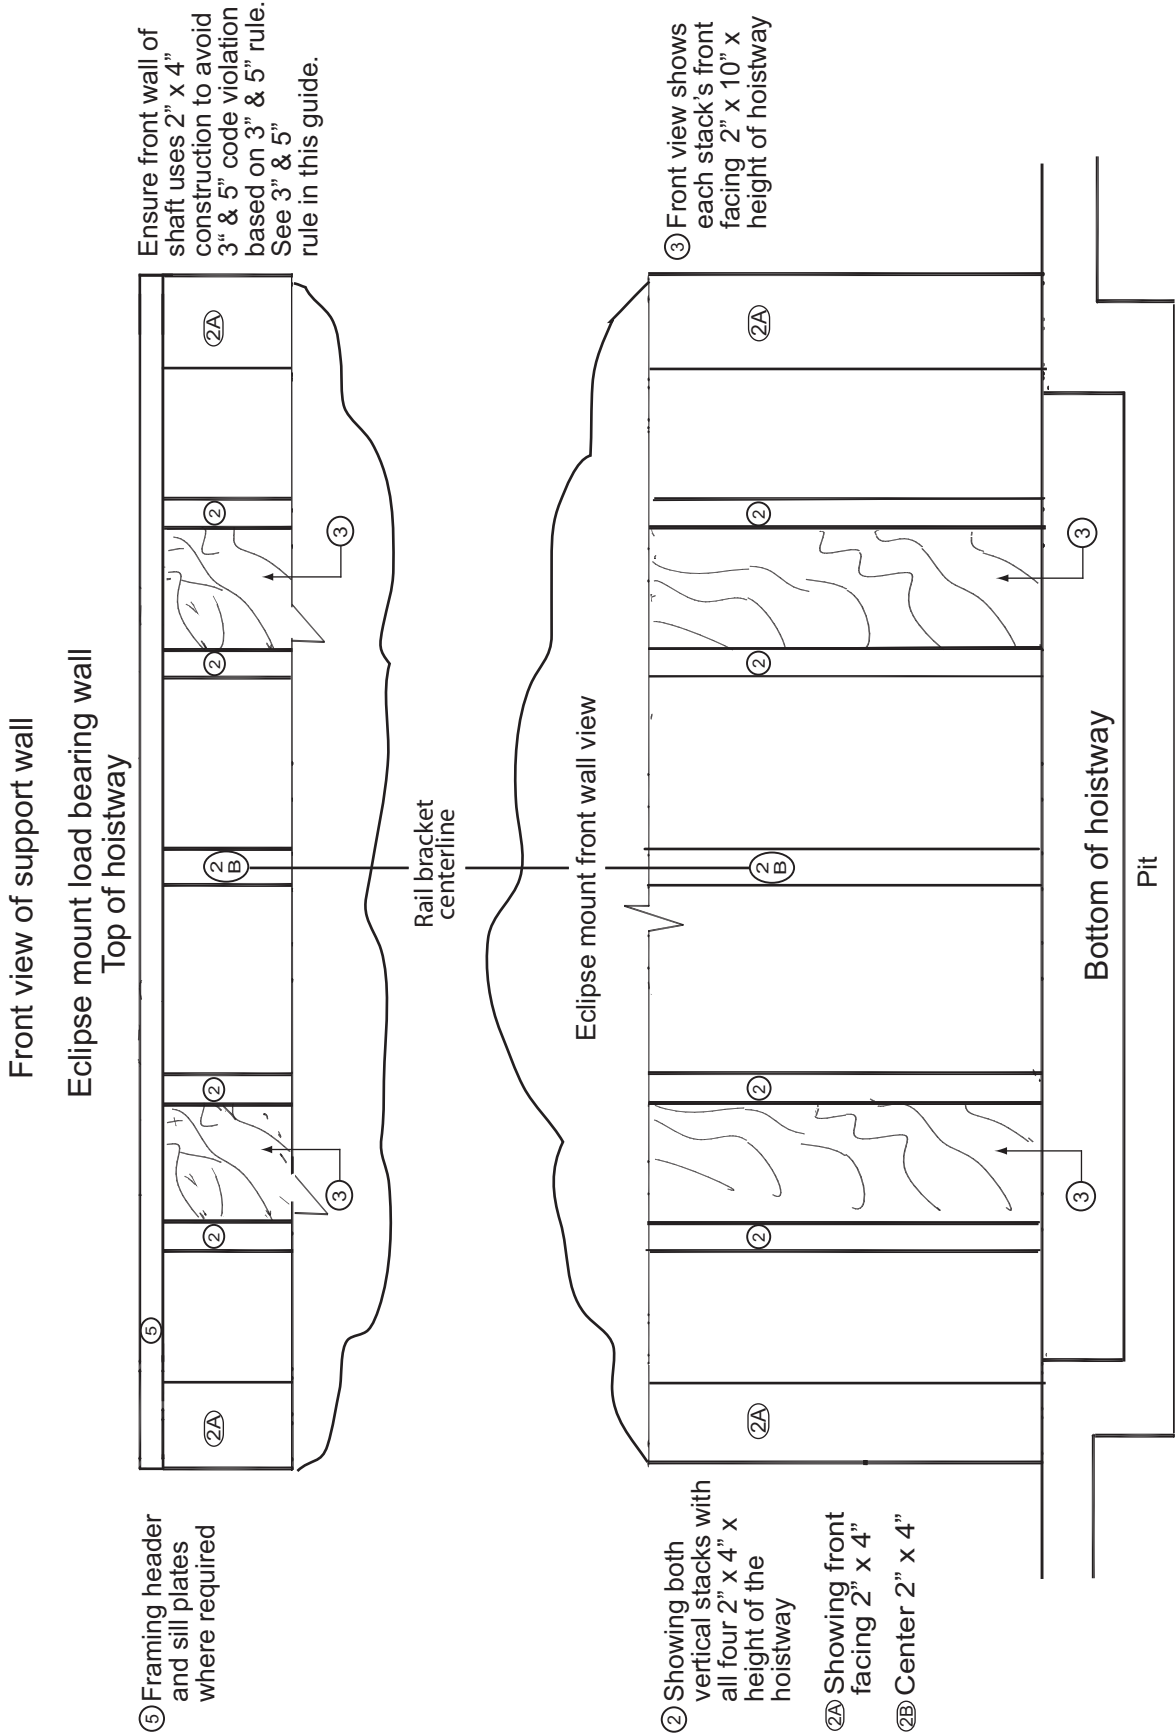 Front view of support wall
Eclipse mount load bearing wall
Top of hoistway
5 Framing header
and sill plates
where required
Ensure front wall of
shaft uses 2” x 4”
construction to avoid
3“ & 5” code violation
based on 3” & 5” rule.
See 3” & 5”
rule in this guide.
5
2A
2
2
2
B
2
2
2A
3
3
Rail bracket
centerline
Eclipse mount front wall view
2 Showing both
vertical stacks with
all four 2” x 4” x
height of the
hoistway
2A Showing front
facing 2” x 4”
2B Center 2” x 4”
3 Front view shows
each stack’s front
facing 2” x 10” x
height of hoistway
2A
2
2
2
B
2
2
2A
3
3
Bottom of hoistway
Pit